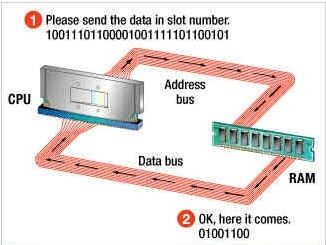 1 Please send the data in slot number.
10011101100001001111101100101
Address
bus
CPU
Data bus
RAM
2 OK, here it comes.
01001100